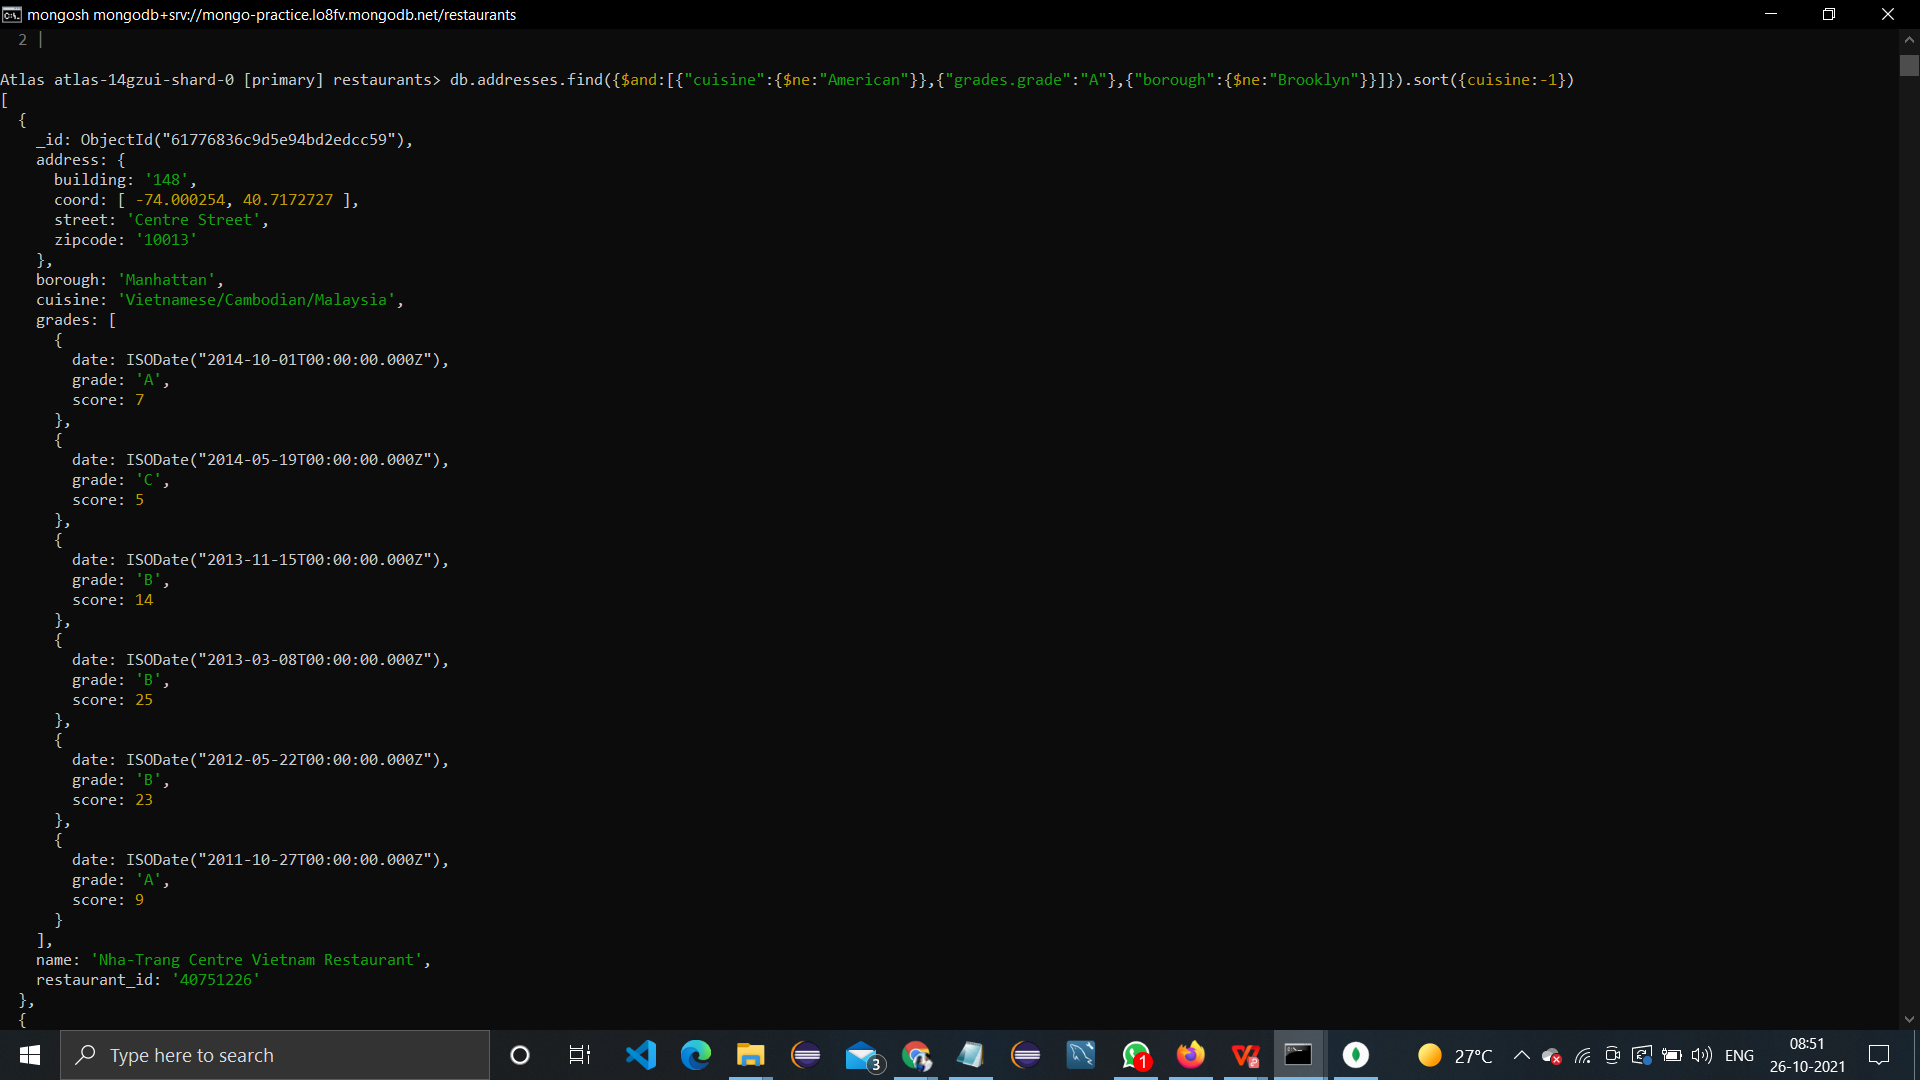 mongosh mongodb+srv://mongo-practice.lo8fv.mongodb.net/restaurants
2 |
Atlas atlas-14gzui-shard-0 [primary] restaurants> db.addresses.find({$and:[{"cuisine":{$ne:"American"}},{"grades.grade":"A"},{"borough":{$ne:"Brooklyn"}}]}).sort({cuisine:-1})
[
  {
    _id: ObjectId("61776836c9d5e94bd2edcc59"),
    address: {
      building: '148',
      coord: [ -74.000254, 40.7172727 ],
      street: 'Centre Street',
      zipcode: '10013'
    },
    borough: 'Manhattan',
    cuisine: 'Vietnamese/Cambodian/Malaysia',
    grades: [
      {
        date: ISODate("2014-10-01T00:00:00.000Z"),
        grade: 'A',
        score: 7
      },
      {
        date: ISODate("2014-05-19T00:00:00.000Z"),
        grade: 'C',
        score: 5
      },
      {
        date: ISODate("2013-11-15T00:00:00.000Z"),
        grade: 'B',
        score: 14
      },
      {
        date: ISODate("2013-03-08T00:00:00.000Z"),
        grade: 'B',
        score: 25
      },
      {
        date: ISODate("2012-05-22T00:00:00.000Z"),
        grade: 'B',
        score: 23
      },
      {
        date: ISODate("2011-10-27T00:00:00.000Z"),
        grade: 'A',
        score: 9
      }
    ],
    name: 'Nha-Trang Centre Vietnam Restaurant',
    restaurant_id: '40751226'
  },
  {
Type here to search
3
1
27°C
ENG
08:51
26-10-2021